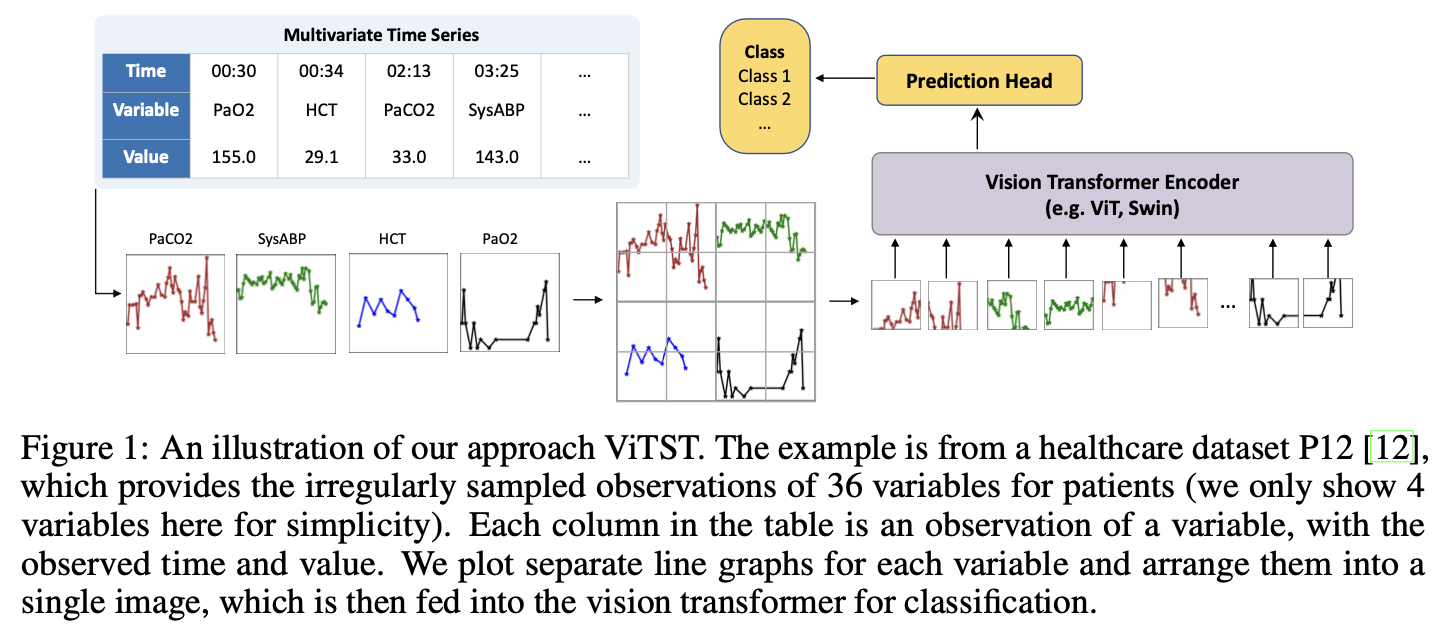 Multivariate Time Series
Time 00:30 00:34 02:13 03:25 ...
Variable PaO2 HCT PaCO2 SysABP ...
Value 155.0 29.1 33.0 143.0 ...
PaCO2 SysABP HCT PaO2
Class
Class 1
Class 2
...
Prediction Head
Vision Transformer Encoder
(e.g. ViT, Swin)
...
Figure 1: An illustration of our approach ViTST. The example is from a healthcare dataset P12 [12],
which provides the irregularly sampled observations of 36 variables for patients (we only show 4
variables here for simplicity). Each column in the table is an observation of a variable, with the
observed time and value. We plot separate line graphs for each variable and arrange them into a
single image, which is then fed into the vision transformer for classification.